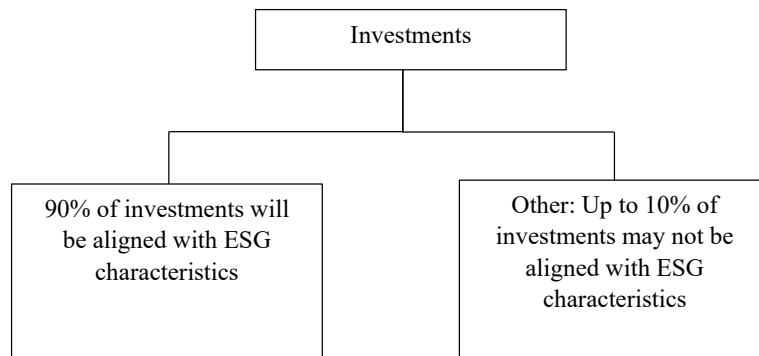 Investments
90% of investments will
be aligned with ESG
characteristics
Other: Up to 10% of
investments may not be
aligned with ESG
characteristics